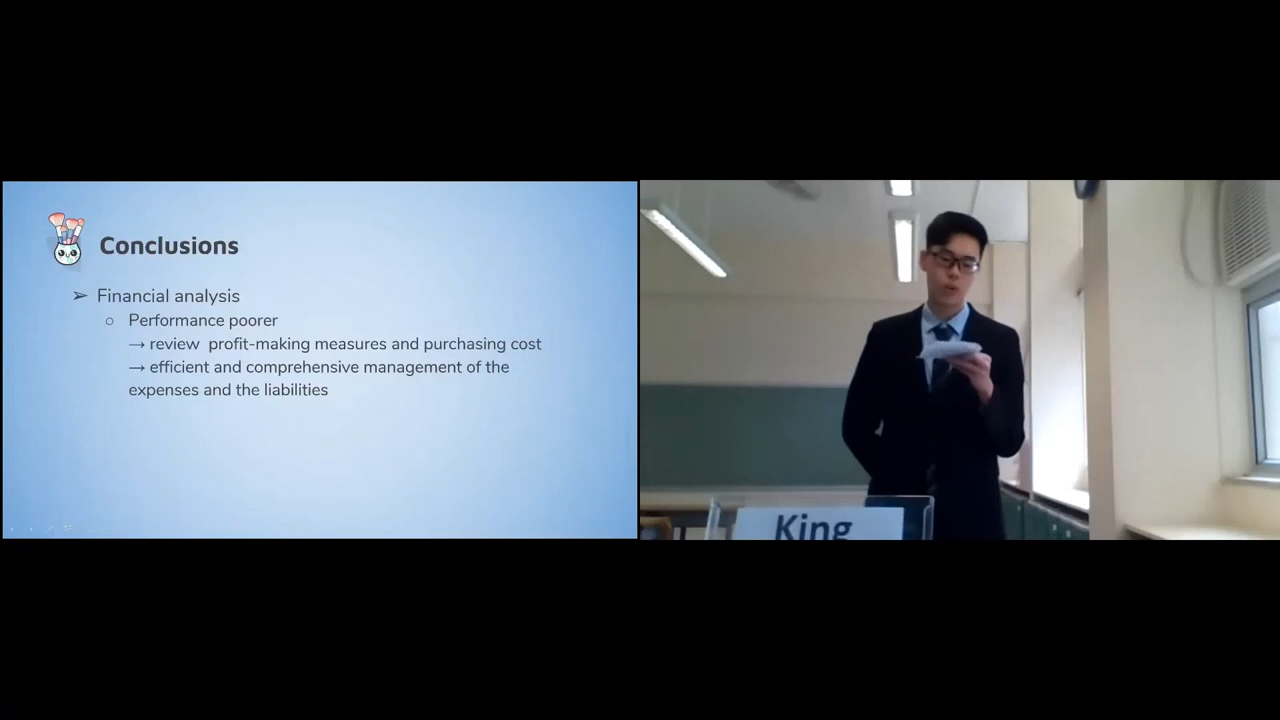 Conclusions
➢ Financial analysis
○ Performance poorer
→ review profit-making measures and purchasing cost
→ efficient and comprehensive management of the
expenses and the liabilities
King